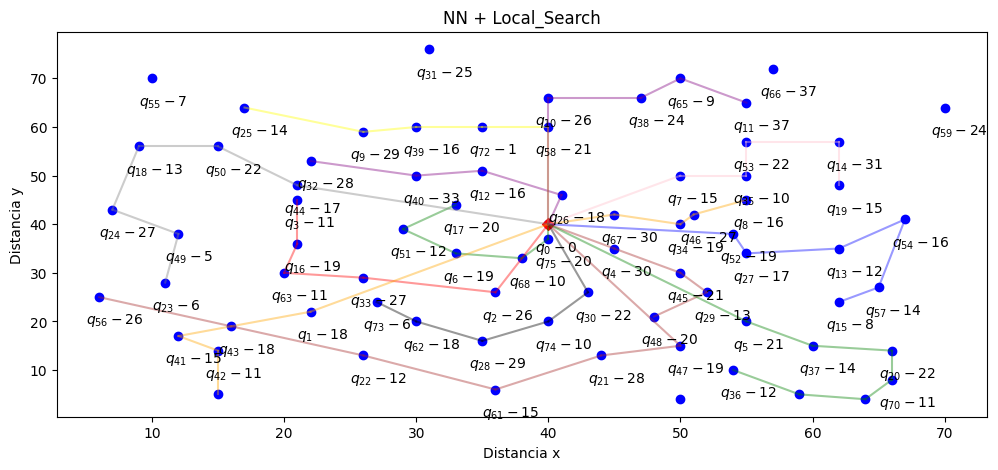 NN + Local_Search
q31 − 25
q55 − 7
q66 − 37
q25 − 14
q65 − 9
q59 − 24
q10 − 26
q38 − 24
q11 − 37
q9 − 29
q39 − 16
q72 − 1
q58 − 21
q18 − 13
q50 − 22
q53 − 22
q14 − 31
q32 − 28
q40 − 33
q12 − 16
q7 − 15
q35 − 10
q44 − 17
q3 − 11
q26 − 18
q19 − 15
q24 − 27
q17 − 20
q8 − 16
q67 − 30
q46 − 27
q49 − 5
q51 − 12
q0 − 0
q34 − 19
q54 − 16
q16 − 19
q75 − 20
q52 − 19
q6 − 19
q68 − 10
q4 − 30
q27 − 17
q13 − 12
q23 − 6
q63 − 11
q33 − 27
q45 − 21
q56 − 26
q2 − 26
q30 − 22
q29 − 13
q57 − 14
q1 − 18
q73 − 6
q15 − 8
q41 − 15
q43 − 18
q62 − 18
q74 − 10
q48 − 20
q5 − 21
q42 − 11
q22 − 12
q28 − 29
q21 − 28
q47 − 19
q37 − 14
q20 − 22
q61 − 15
q36 − 12
q70 − 11
Distancia y
70
60
50
40
30
20
10
10 20 30 40 50 60 70
Distancia x